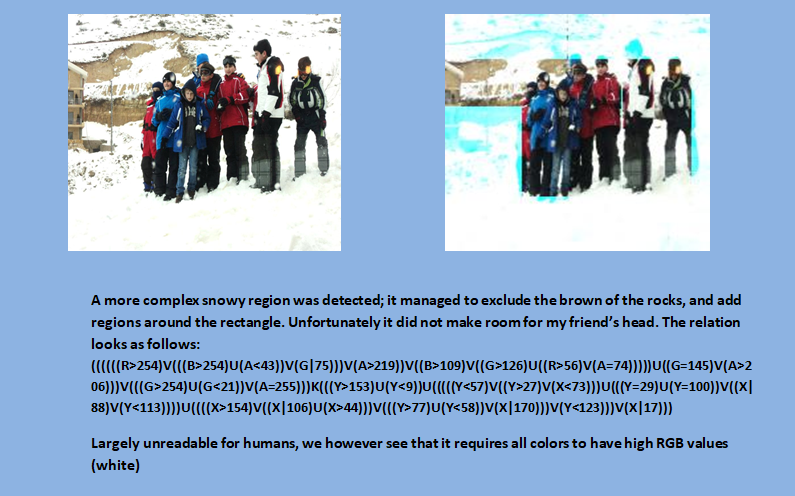 A more complex snowy region was detected; it managed to exclude the brown of the rocks, and add
regions around the rectangle. Unfortunately it did not make room for my friend's head. The relation
looks as follows:
((((((R>254)V(((B>254)U(A<43))V(G|75)))V(A>219))V((B>109)V((G>126)U((R>56)V(A=74)))))U((G=145)V(A>2
06)))V(((G>254)U(G<21))V(A=255)))K(((Y>153)U(Y<9))U(((((Y<57)V((Y>27)V(X<73)))U(((Y=29)U(Y=100))V((X|
88)V(Y<113))))U((((X>154)V((X|106)U(X>44)))V(((Y>77)U(Y<58))V(X|170)))V(Y<123)))V(X|17)))
Largely unreadable for humans, we however see that it requires all colors to have high RGB values
(white)